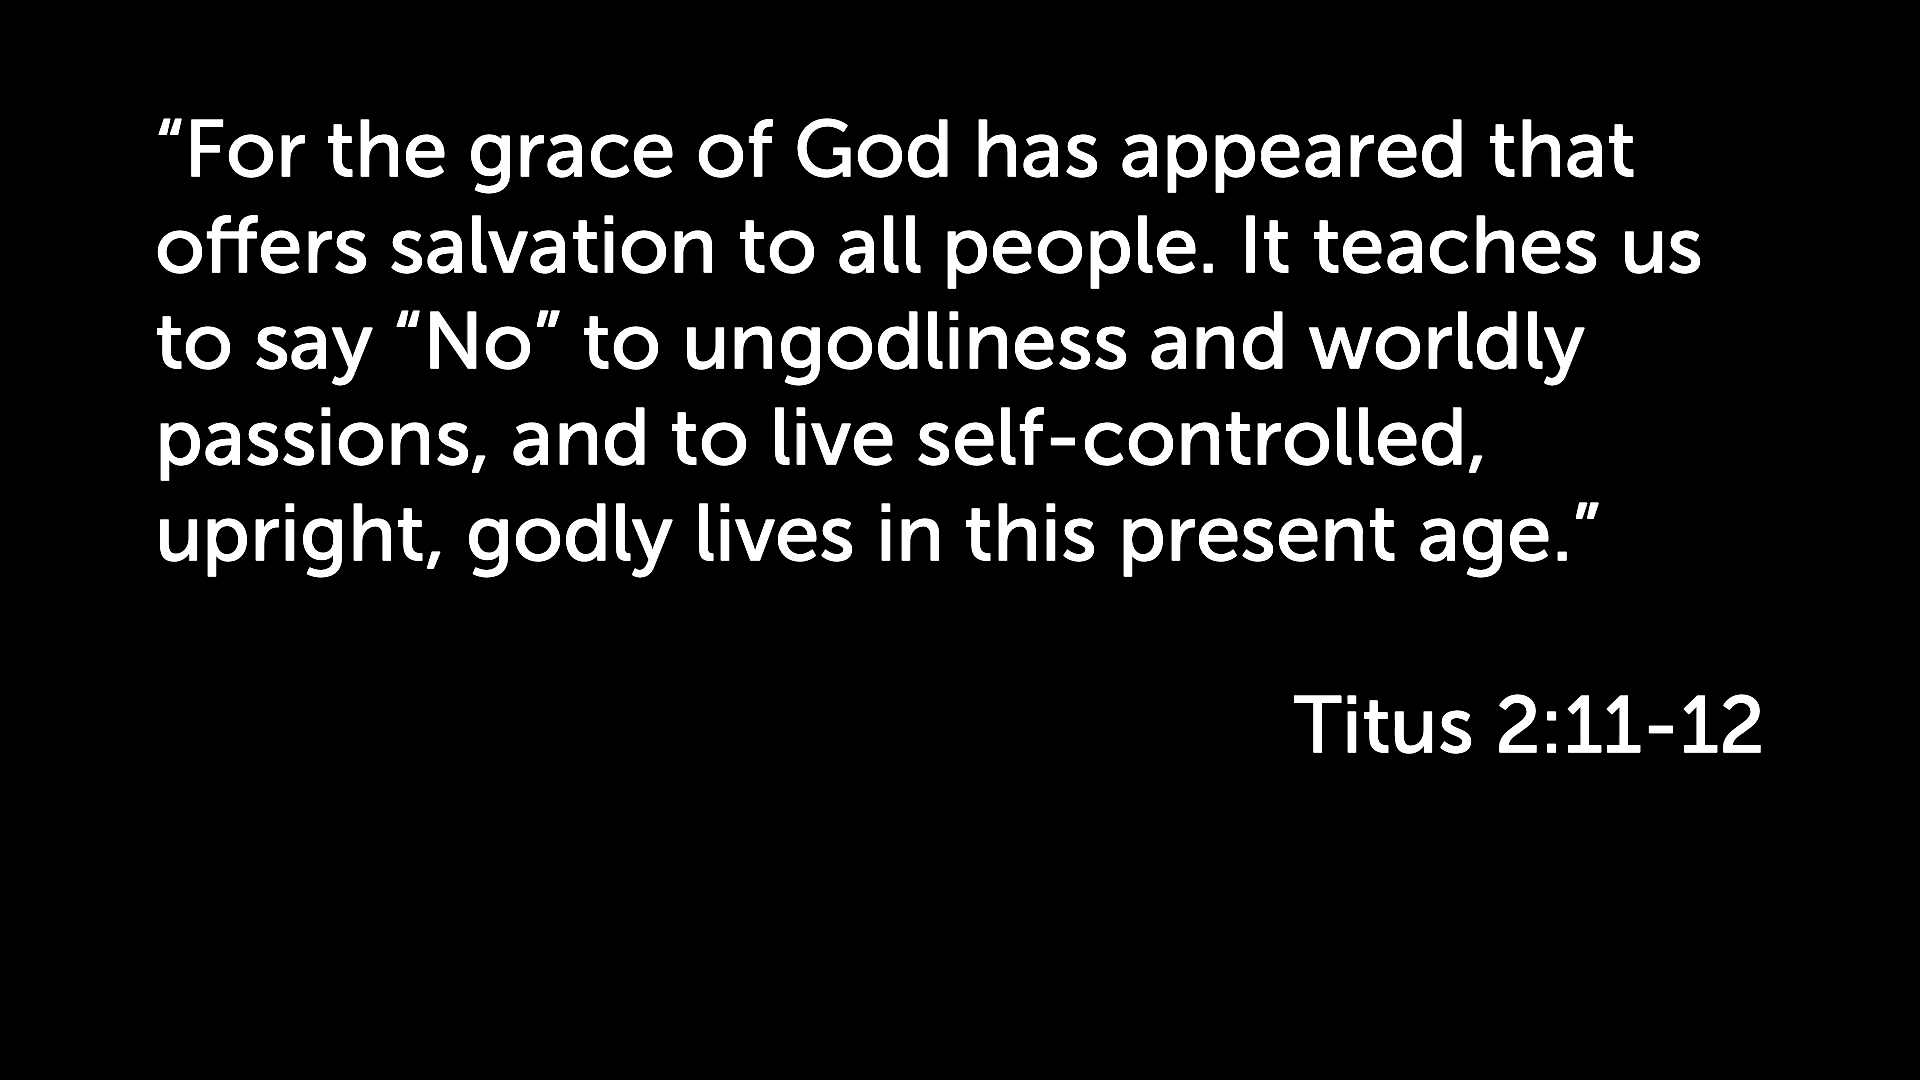 “For the grace of God has appeared that
offers salvation to all people. It teaches us
to say “No” to ungodliness and worldly
passions, and to live self-controlled,
upright, godly lives in this present age.”
Titus 2:11-12